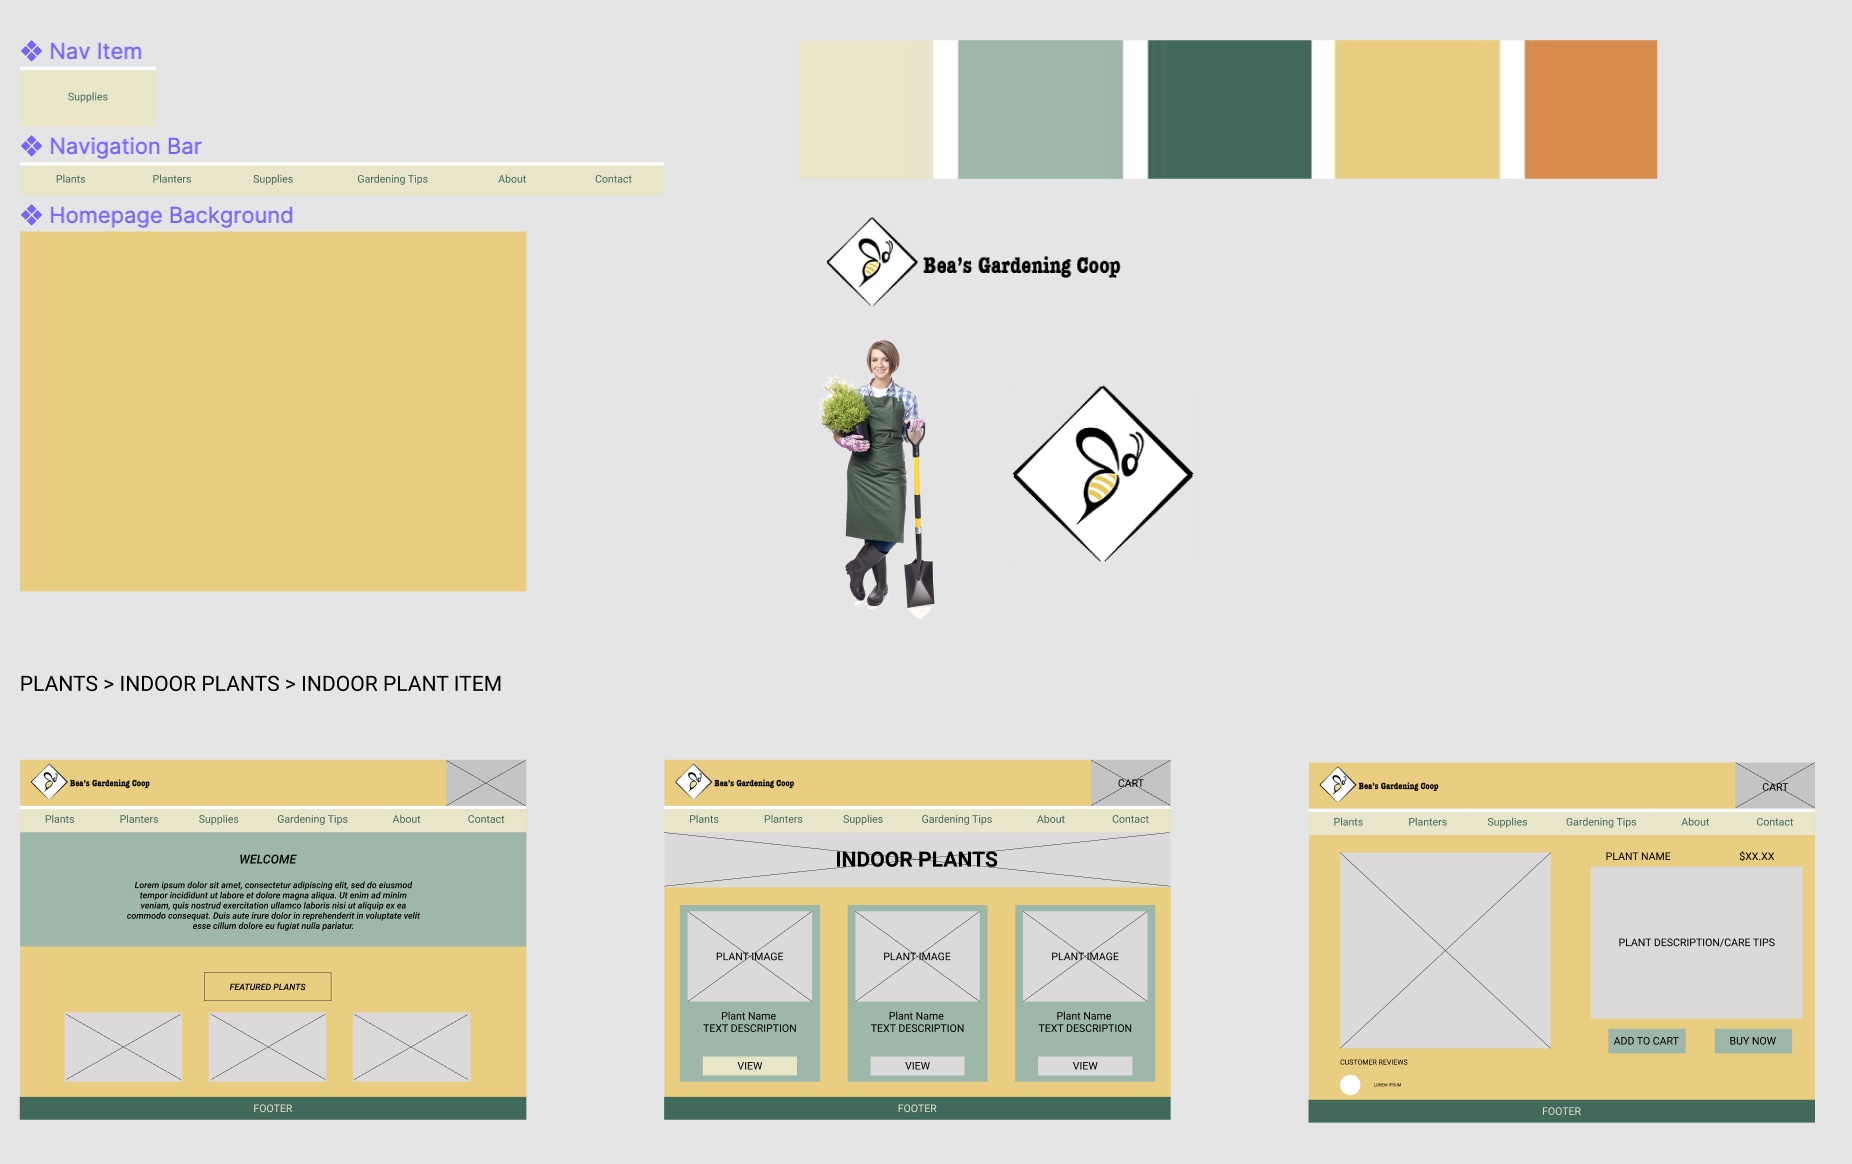 Nav Item
Supplies
Navigation Bar
Plants Planters Supplies Gardening Tips About Contact
Homepage Background
Bea's Gardening Coop
PLANTS > INDOOR PLANTS > INDOOR PLANT ITEM
Bea's Gardening Coop
Plants Planters Supplies Gardening Tips About Contact
WELCOME
Lorem ipsum dolor sit amet, consectetur adipiscing elit, sed do eiusmod
tempor incididunt ut labore et dolore magna aliqua. Ut enim ad minim
veniam, quis nostrud exercitation ullamco laboris nisi ut aliquip ex ea
commodo consequat. Duis aute irure dolor in reprehenderit in voluptate velit
esse cillum dolore eu fugiat nulla pariatur.
FEATURED PLANTS
FOOTER
Bea's Gardening Coop
CART
Plants Planters Supplies Gardening Tips About Contact
INDOOR PLANTS
PLANT IMAGE PLANT IMAGE PLANT IMAGE
Plant Name Plant Name Plant Name
TEXT DESCRIPTION TEXT DESCRIPTION TEXT DESCRIPTION
VIEW VIEW VIEW
FOOTER
Bea's Gardening Coop
CART
Plants Planters Supplies Gardening Tips About Contact
PLANT NAME $XX.XX
PLANT DESCRIPTION/CARE TIPS
ADD TO CART BUY NOW
CUSTOMER REVIEWS
LOREM IPSUM
FOOTER